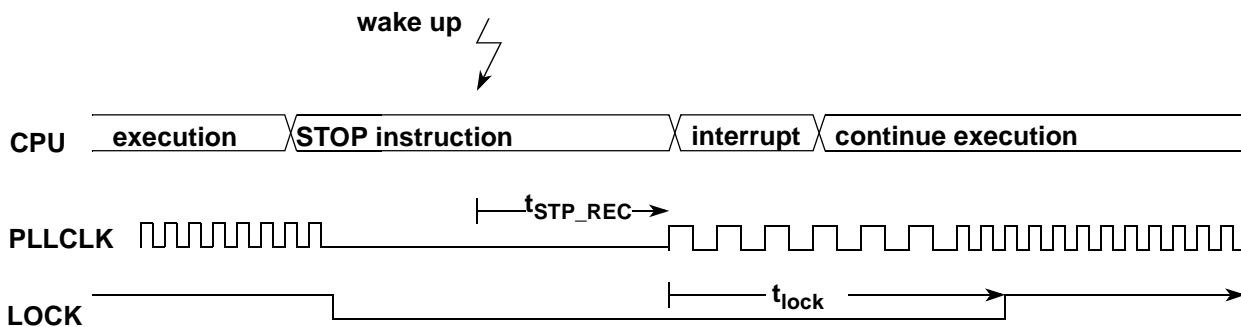 wake up
CPU execution STOP instruction interrupt continue execution
tSTP_REC
PLLCLK
tlock
LOCK